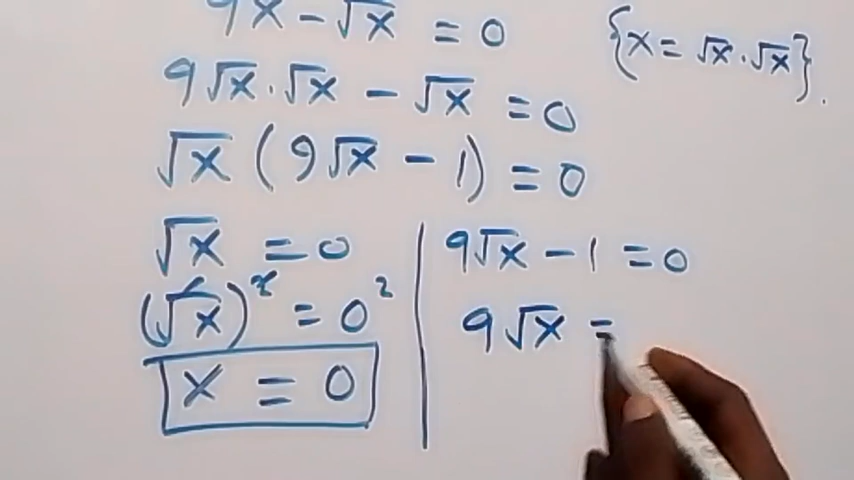 9x - √x = 0
{x = √x · √x}.
9√x · √x - √x = 0
√x (9√x - 1) = 0
√x = 0
(√x)² = 0²
x = 0
9√x - 1 = 0
9√x =